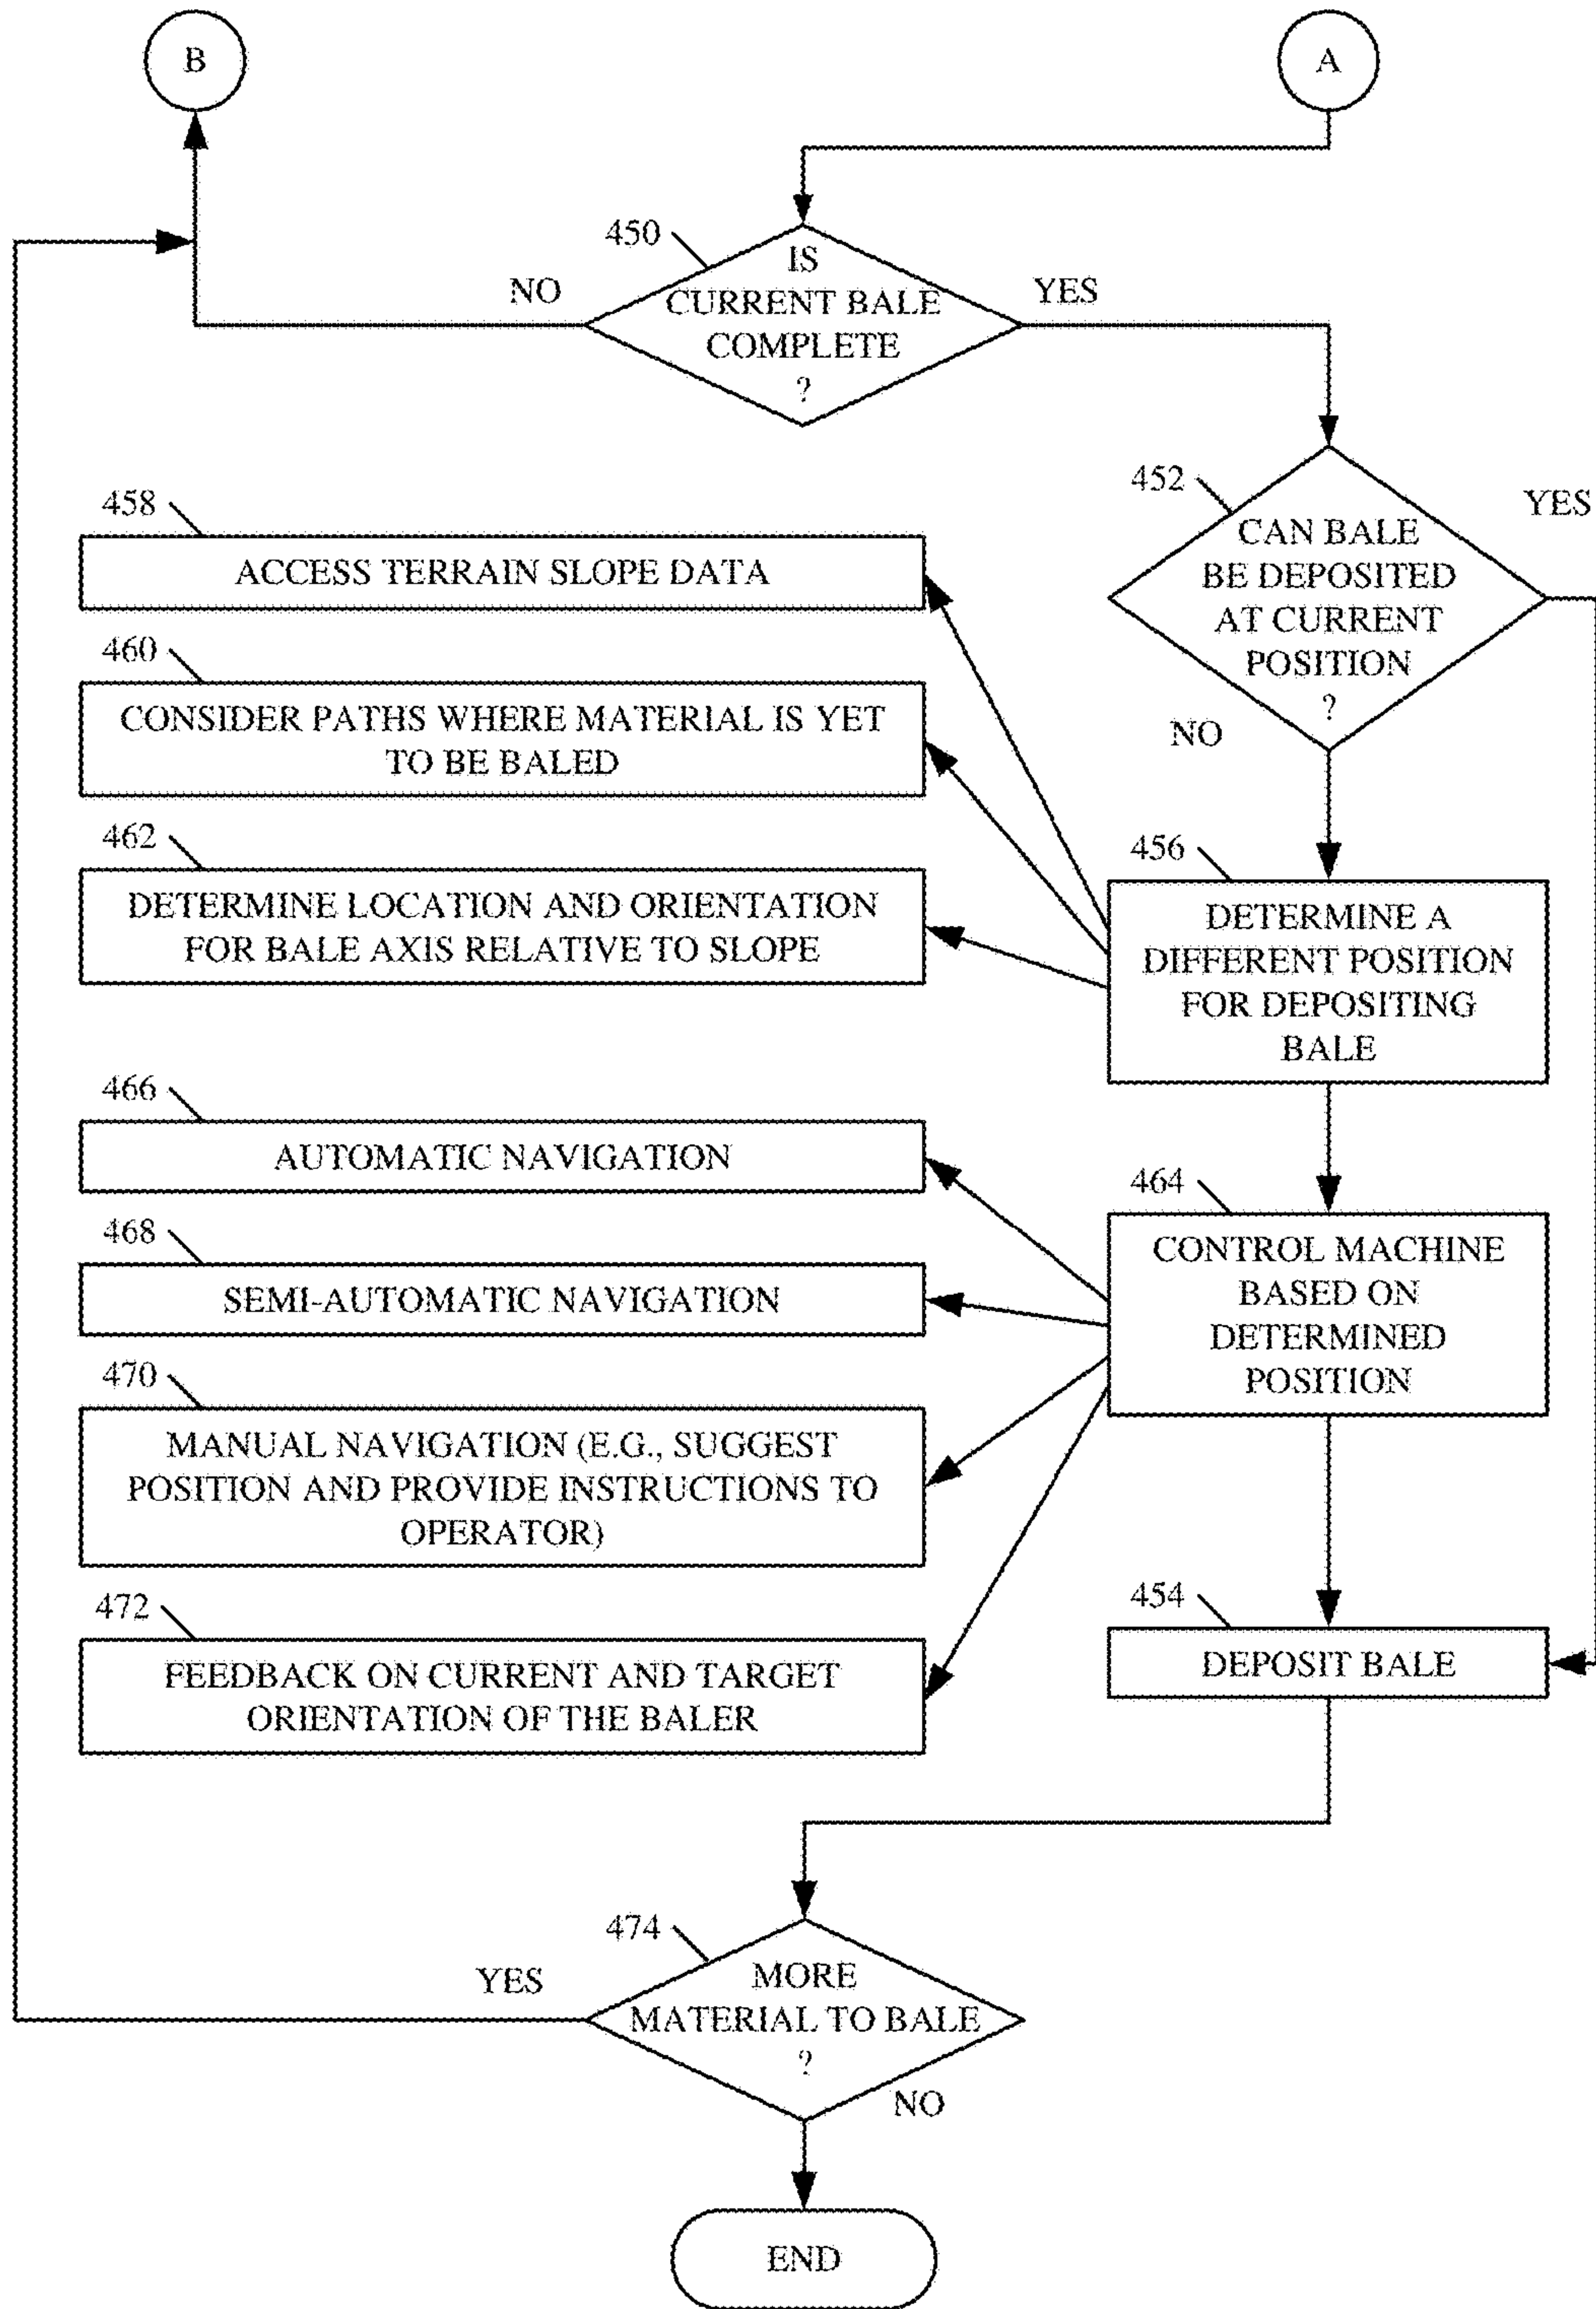 B
A
450
IS
CURRENT BALE
COMPLETE
?
NO
YES
452
CAN BALE
BE DEPOSITED
AT CURRENT
POSITION
?
YES
NO
458
ACCESS TERRAIN SLOPE DATA
460
CONSIDER PATHS WHERE MATERIAL IS YET
TO BE BALED
462
DETERMINE LOCATION AND ORIENTATION
FOR BALE AXIS RELATIVE TO SLOPE
456
DETERMINE A
DIFFERENT POSITION
FOR DEPOSITING
BALE
466
AUTOMATIC NAVIGATION
468
SEMI-AUTOMATIC NAVIGATION
470
MANUAL NAVIGATION (E.G., SUGGEST
POSITION AND PROVIDE INSTRUCTIONS TO
OPERATOR)
472
FEEDBACK ON CURRENT AND TARGET
ORIENTATION OF THE BALER
464
CONTROL MACHINE
BASED ON
DETERMINED
POSITION
454
DEPOSIT BALE
474
MORE
MATERIAL TO BALE
?
YES
NO
END